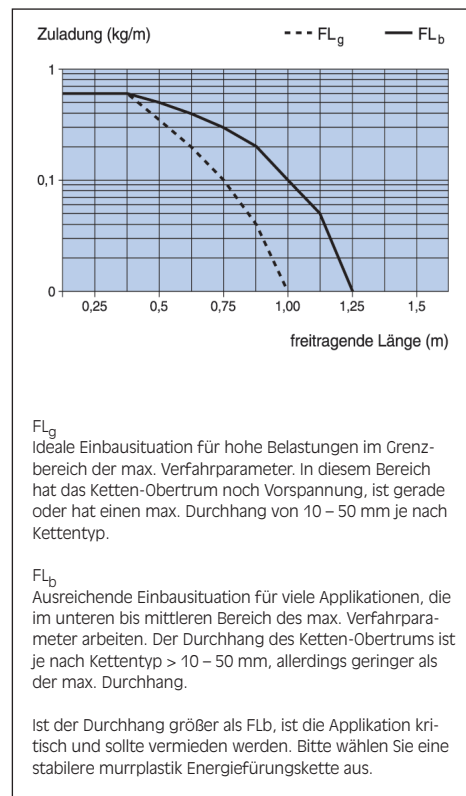 Zuladung (kg/m)
FLg
FLb
1
0,1
0
0,25 0,5 0,75 1,00 1,25 1,5
freitragende Länge (m)
FLg
Ideale Einbausituation für hohe Belastungen im Grenz-
bereich der max. Verfahrparameter. In diesem Bereich
hat das Ketten-Obertrum noch Vorspannung, ist gerade
oder hat einen max. Durchhang von 10 – 50 mm je nach
Kettentyp.
FLb
Ausreichende Einbausituation für viele Applikationen, die
im unteren bis mittleren Bereich des max. Verfahrpara-
meter arbeiten. Der Durchhang des Ketten-Obertrums ist
je nach Kettentyp > 10 – 50 mm, allerdings geringer als
der max. Durchhang.
Ist der Durchhang größer als FLb, ist die Applikation kri-
tisch und sollte vermieden werden. Bitte wählen Sie eine
stabilere murrplastik Energiefürungskette aus.